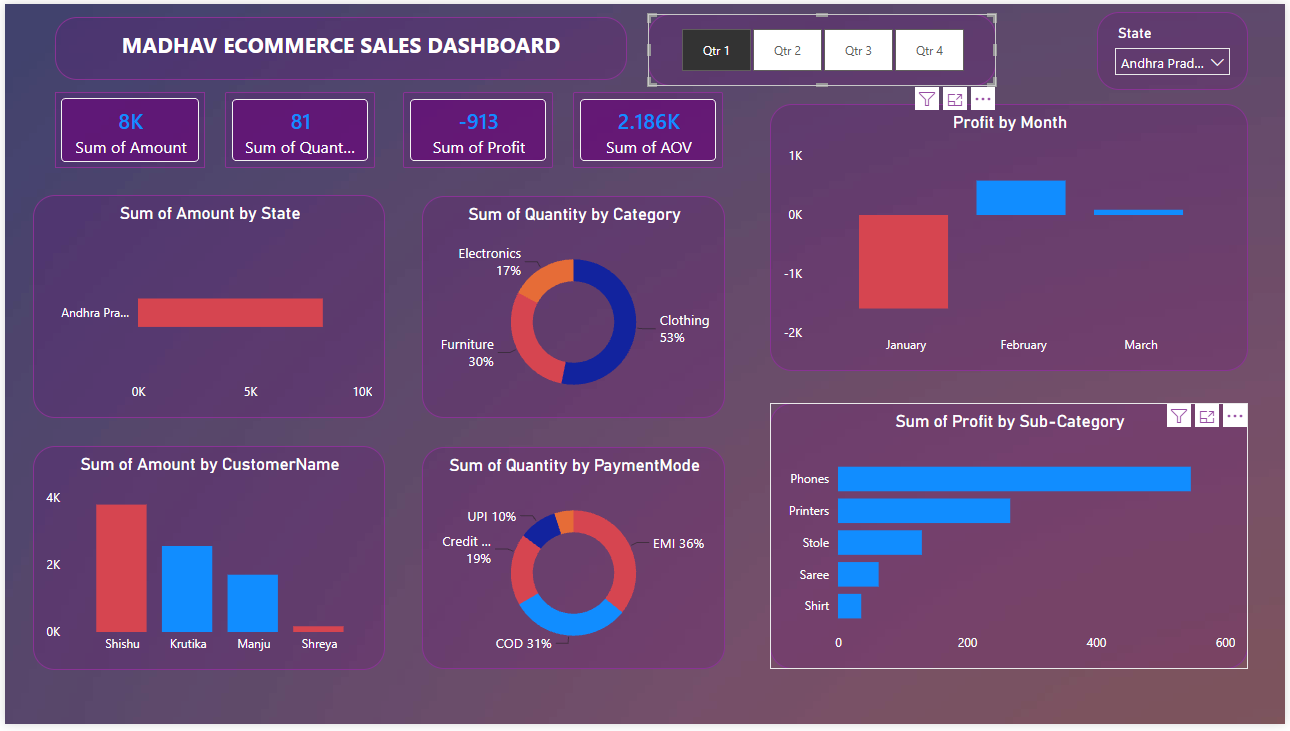 MADHAV ECOMMERCE SALES DASHBOARD
Qtr 1
Qtr 2
Qtr 3
Qtr 4
State
Andhra Prad...
8K
Sum of Amount
81
Sum of Quant...
-913
Sum of Profit
2.186K
Sum of AOV
Profit by Month
1K
0K
-1K
-2K
January
February
March
Sum of Amount by State
Andhra Pra...
0K
5K
10K
Sum of Quantity by Category
Electronics
17%
Clothing
53%
Furniture
30%
Sum of Profit by Sub-Category
Phones
Printers
Stole
Saree
Shirt
0
200
400
600
Sum of Amount by CustomerName
4K
2K
0K
Shishu
Krutika
Manju
Shreya
Sum of Quantity by PaymentMode
UPI 10%
Credit ...
19%
EMI 36%
COD 31%